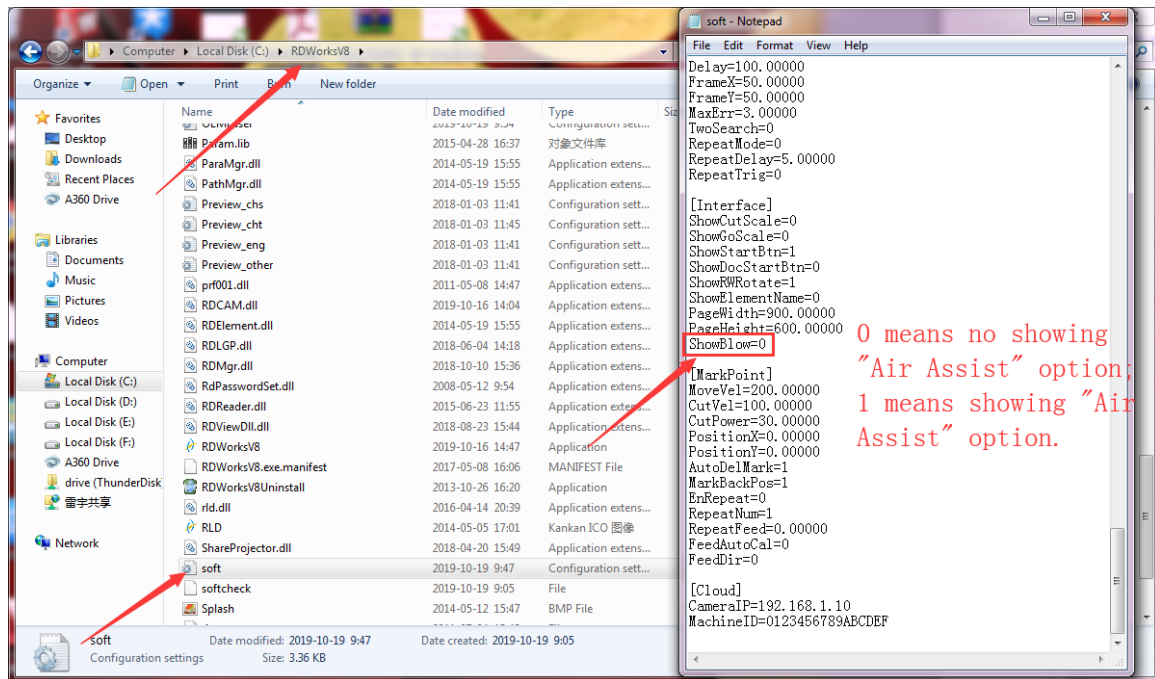 Computer ▸ Local Disk (C:) ▸ RDWorksV8 ▸
Organize Open Print Burn New folder
Favorites
Desktop
Downloads
Recent Places
A360 Drive
Libraries
Documents
Music
Pictures
Videos
Computer
Local Disk (C:)
Local Disk (D:)
Local Disk (E:)
Local Disk (F:)
A360 Drive
drive (ThunderDisk
雷宇共享
Network
Name Date modified Type Siz
Param.lib 2015-04-28 16:37 对象文件库
ParaMgr.dll 2014-05-19 15:55 Application extens...
PathMgr.dll 2014-05-19 15:55 Application extens...
Preview_chs 2018-01-03 11:41 Configuration sett...
Preview_cht 2018-01-03 11:45 Configuration sett...
Preview_eng 2018-01-03 11:41 Configuration sett...
Preview_other 2018-01-03 11:41 Configuration sett...
prf001.dll 2011-05-08 14:47 Application extens...
RDCAM.dll 2019-10-16 14:04 Application extens...
RDElement.dll 2014-05-19 15:55 Application extens...
RDLGP.dll 2018-06-04 14:18 Application extens...
RDMgr.dll 2018-10-10 15:36 Application extens...
RdPasswordSet.dll 2008-05-12 9:54 Application extens...
RDReader.dll 2015-06-23 11:55 Application extens...
RDViewDll.dll 2018-08-23 15:44 Application extens...
RDWorksV8 2019-10-16 14:47 Application
RDWorksV8.exe.manifest 2017-05-08 16:06 MANIFEST File
RDWorksV8Uninstall 2013-10-26 16:20 Application
rld.dll 2016-04-14 20:39 Application extens...
RLD 2014-05-05 17:01 Kankan ICO 图像
ShareProjector.dll 2018-04-20 15:49 Application extens...
soft 2019-10-19 9:47 Configuration sett...
softcheck 2019-10-19 9:05 File
Splash 2014-05-12 15:47 BMP File
soft Date modified: 2019-10-19 9:47 Date created: 2019-10-19 9:05
Configuration settings Size: 3.36 KB
soft - Notepad
File Edit Format View Help
Delay=100.00000
FrameX=50.00000
FrameY=50.00000
MaxErr=3.00000
TwoSearch=0
RepeatMode=0
RepeatDelay=5.00000
RepeatTrig=0
[Interface]
ShowCutScale=0
ShowGoScale=0
ShowStartBtn=1
ShowDocStartBtn=0
ShowRWRotate=1
ShowElementName=0
PageWidth=900.00000
PageHeight=600.00000
ShowBlow=0
[MarkPoint]
MoveVel=200.00000
CutVel=100.00000
CutPower=30.00000
PositionX=0.00000
PositionY=0.00000
AutoDelMark=1
MarkBackPos=1
EnRepeat=0
RepeatNum=1
RepeatFeed=0.00000
FeedAutoCal=0
FeedDir=0
[Cloud]
CameraIP=192.168.1.10
MachineID=0123456789ABCDEF
0 means no showing
"Air Assist" option;
1 means showing "Air
Assist" option.